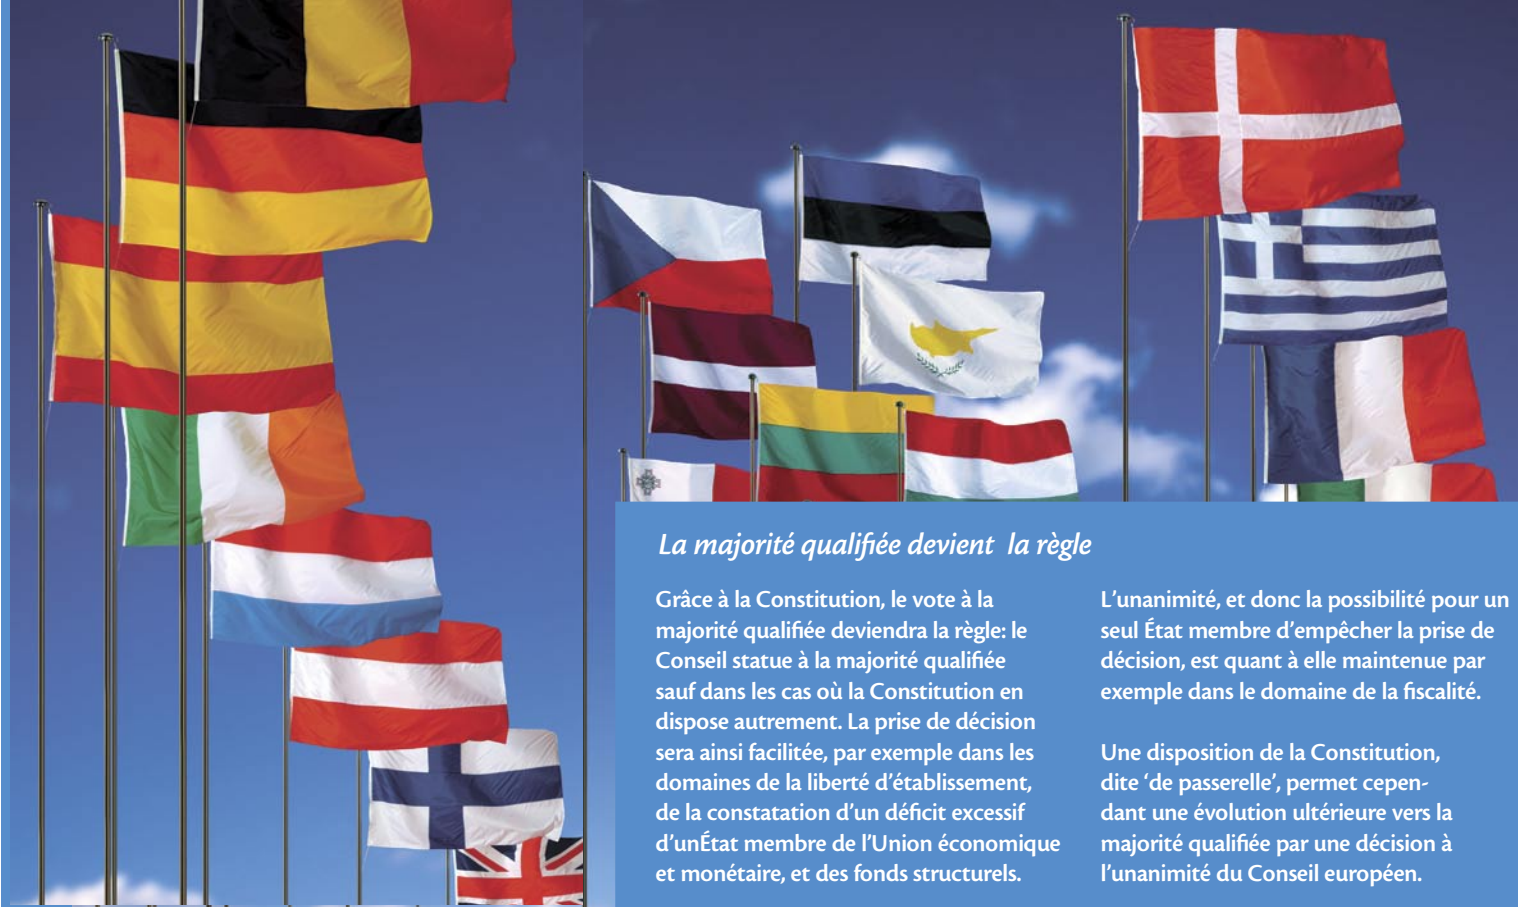 La majorité qualifiée devient la règle
Grâce à la Constitution, le vote à la
majorité qualifiée deviendra la règle: le
Conseil statue à la majorité qualifiée
sauf dans les cas où la Constitution en
dispose autrement. La prise de décision
sera ainsi facilitée, par exemple dans les
domaines de la liberté d’établissement,
de la constatation d’un déficit excessif
d’unÉtat membre de l’Union économique
et monétaire, et des fonds structurels.
L’unanimité, et donc la possibilité pour un
seul État membre d’empêcher la prise de
décision, est quant à elle maintenue par
exemple dans le domaine de la fiscalité.
Une disposition de la Constitution,
dite ‘de passerelle’, permet cepen-
dant une évolution ultérieure vers la
majorité qualifiée par une décision à
l’unanimité du Conseil européen.